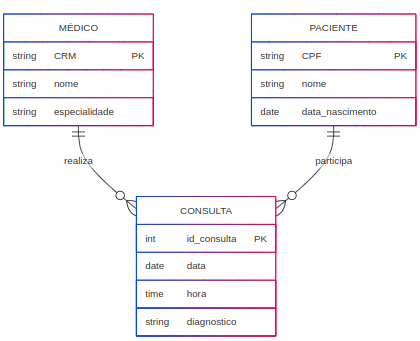 MÉDICO
string CRM PK
string nome
string especialidade
PACIENTE
string CPF PK
string nome
date data_nascimento
realiza
participa
CONSULTA
int id_consulta PK
date data
time hora
string diagnostico